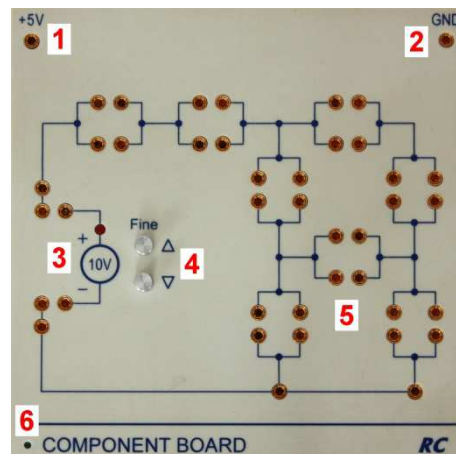 +5V 1 2 GND
Fine
+
3 10V 4
−
5
6
COMPONENT BOARD RC